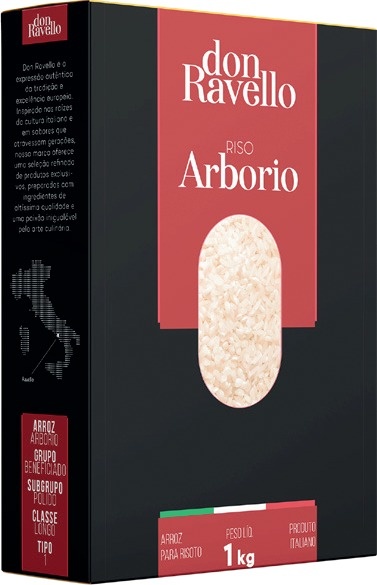 don
Ravello
Don Ravello é a
expressão autêntica
da tradição e
excelência europeia.
Inspirada nas raízes
da cultura italiana e
em sabores que
atravessam gerações,
nossa marca oferece
uma seleção refinada
de produtos exclusi-
vos, preparados com
ingredientes de
altíssima qualidade e
uma paixão inigualável
pela arte culinária.
Ravello
ARROZ
ARBÓRIO
GRUPO
BENEFICIADO
SUBGRUPO
POLIDO
CLASSE
LONGO
TIPO
1
don
Ravello
RISO
Arborio
ARROZ
PARA RISOTO
PESO LÍQ.
1kg
PRODUTO
ITALIANO